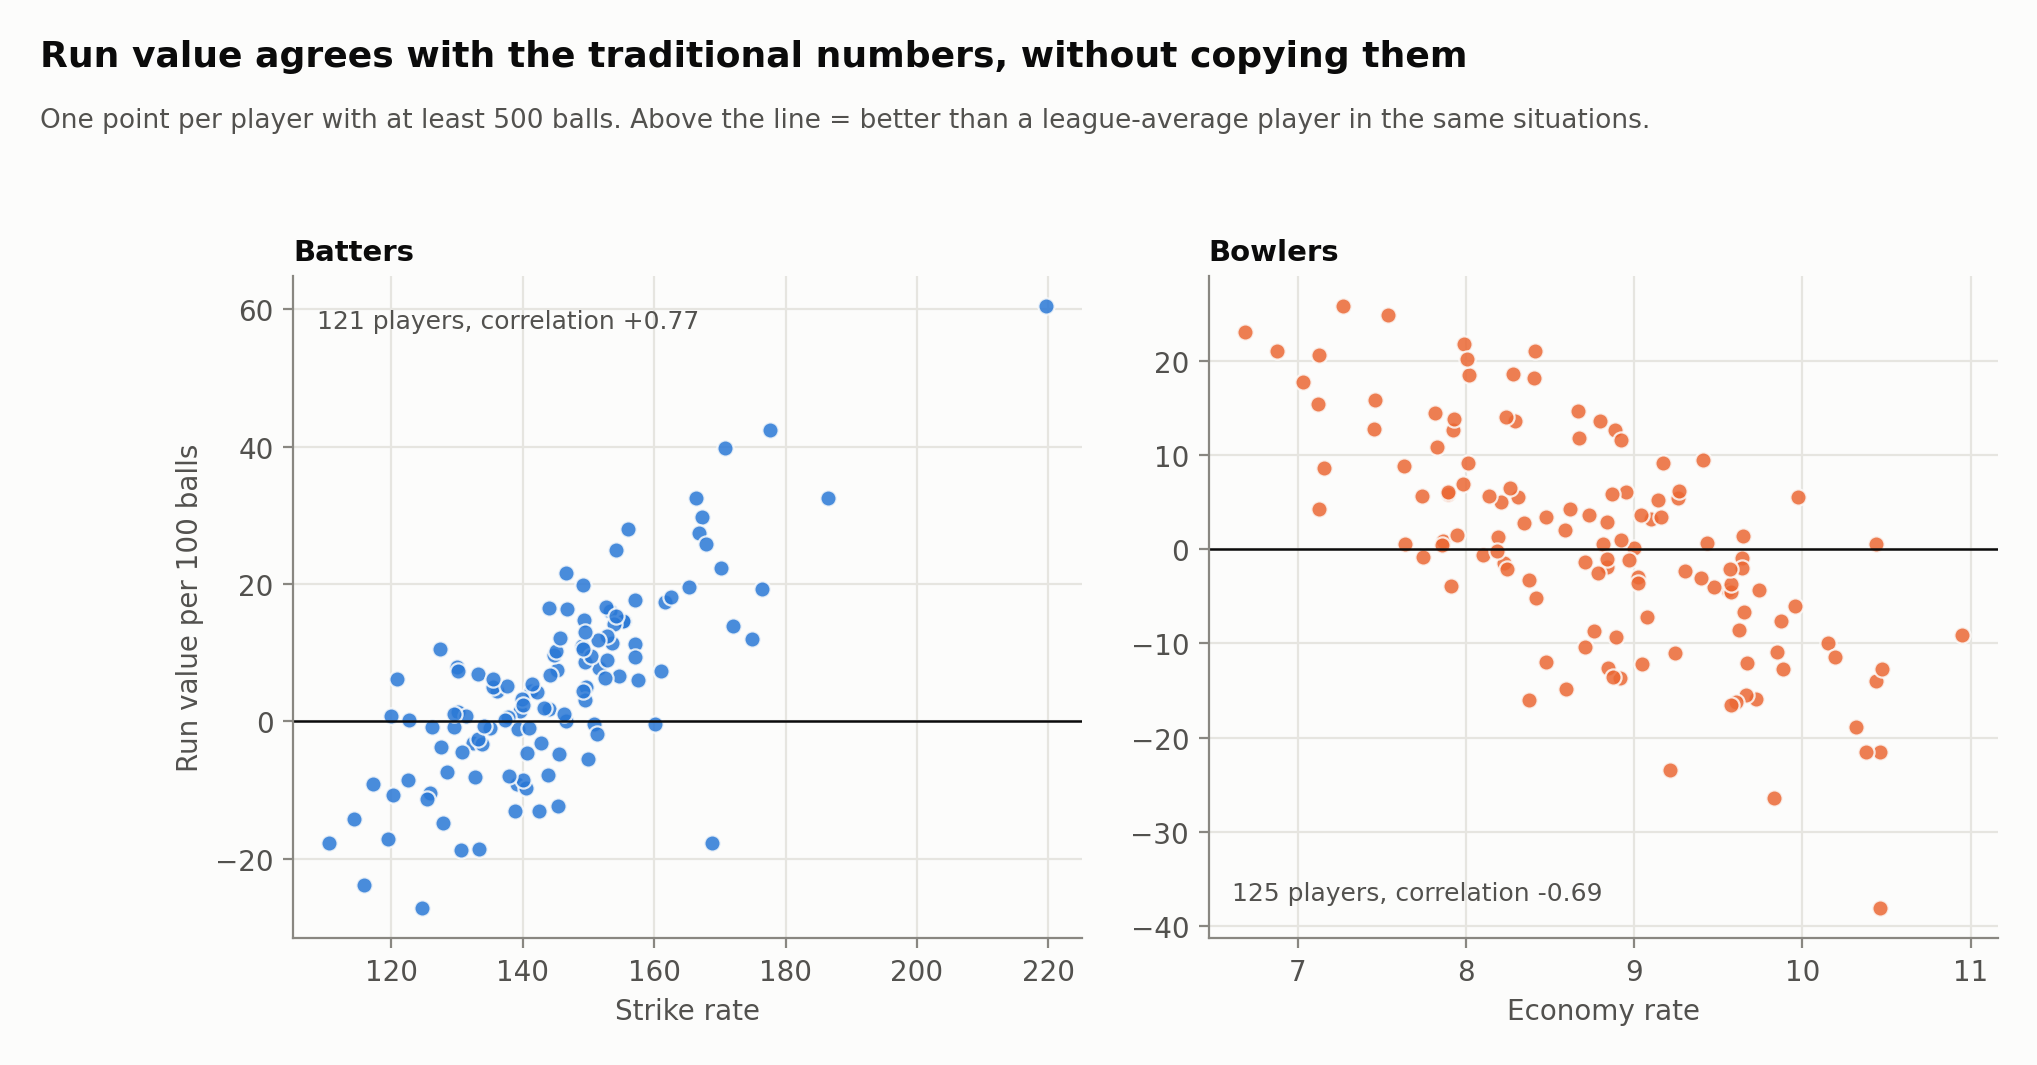 Run value agrees with the traditional numbers, without copying them
One point per player with at least 500 balls. Above the line = better than a league-average player in the same situations.
Batters
121 players, correlation +0.77
Run value per 100 balls
60
40
20
0
−20
120 140 160 180 200 220
Strike rate
Bowlers
20
10
0
−10
−20
−30
−40
125 players, correlation -0.69
7 8 9 10 11
Economy rate